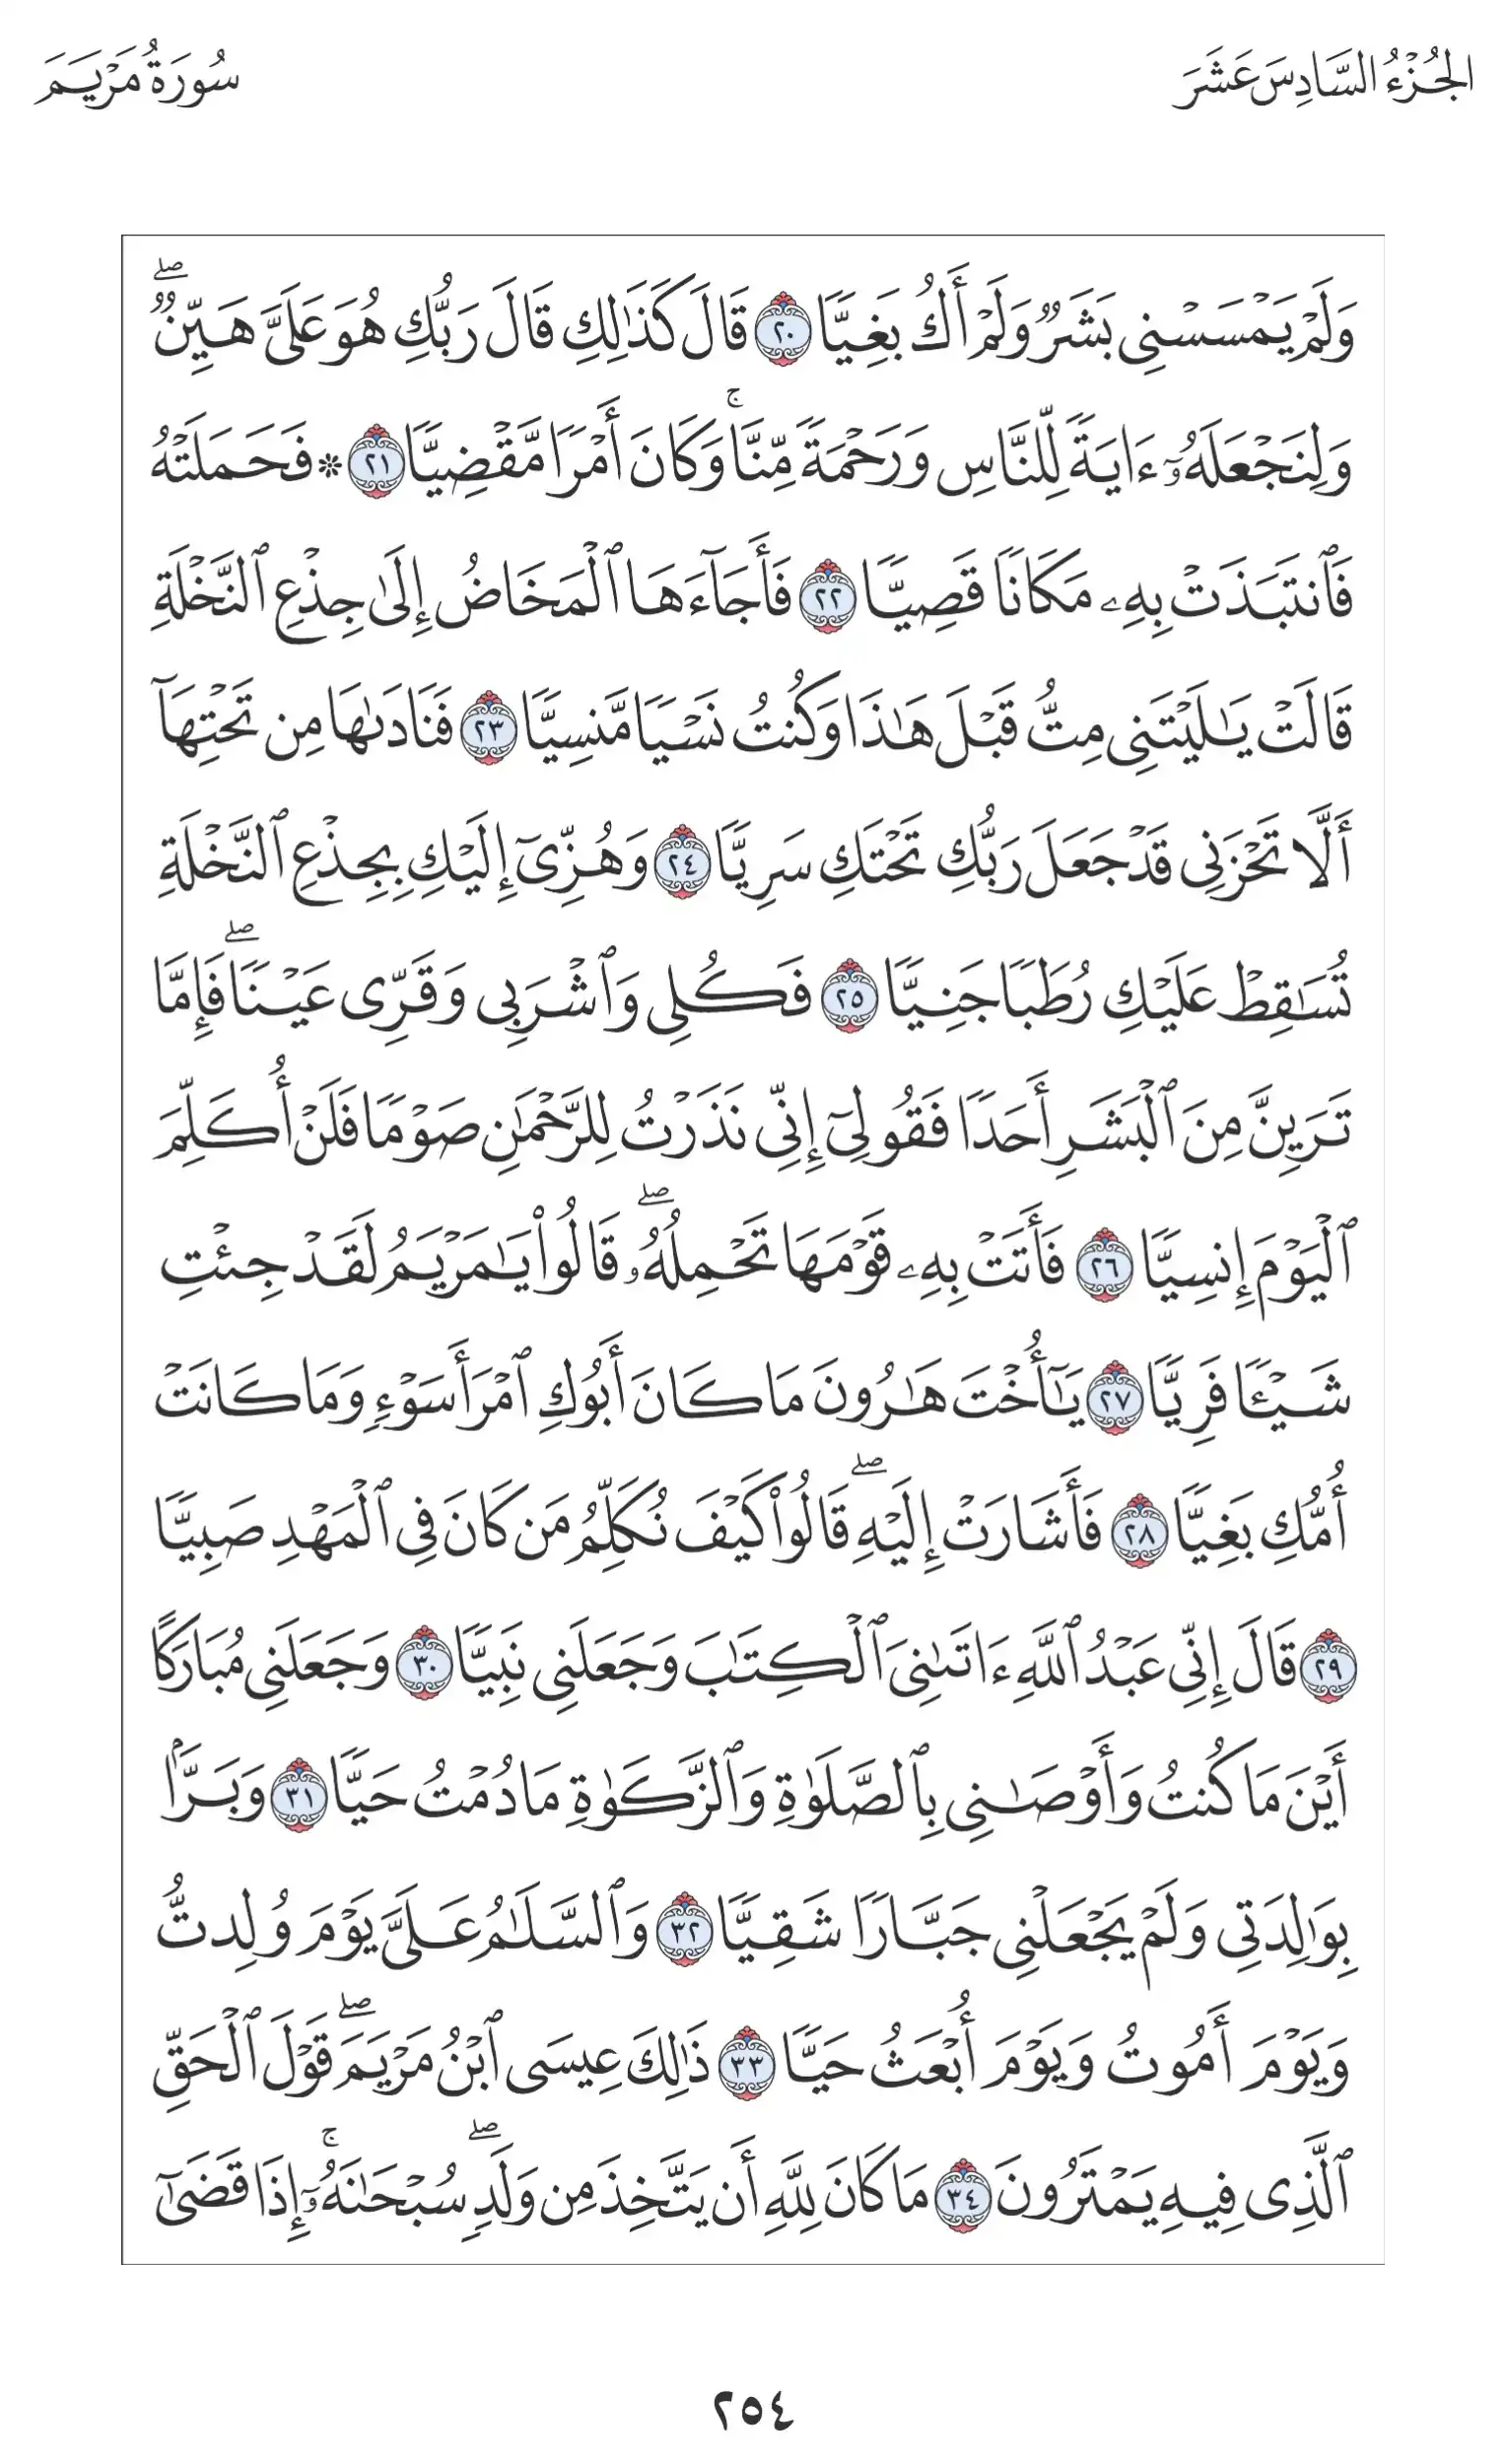 الجُزْءُ السَّادِسَ عَشَرَ
سُورَةُ مَرْيَمَ
وَلَمْ يَمْسَسْنِى بَشَرٌ وَلَمْ أَكُ بَغِيًّا ٢٠ قَالَ كَذَٰلِكِ قَالَ رَبُّكِ هُوَ عَلَىَّ هَيِّنٌ ۖ
وَلِنَجْعَلَهُۥٓ ءَايَةً لِّلنَّاسِ وَرَحْمَةً مِّنَّا ۚ وَكَانَ أَمْرًا مَّقْضِيًّا ٢١ * فَحَمَلَتْهُ
فَٱنتَبَذَتْ بِهِۦ مَكَانًا قَصِيًّا ٢٢ فَأَجَآءَهَا ٱلْمَخَاضُ إِلَىٰ جِذْعِ ٱلنَّخْلَةِ
قَالَتْ يَـٰلَيْتَنِى مِتُّ قَبْلَ هَـٰذَا وَكُنتُ نَسْيًا مَّنسِيًّا ٢٣ فَنَادَىٰهَا مِن تَحْتِهَآ
أَلَّا تَحْزَنِى قَدْ جَعَلَ رَبُّكِ تَحْتَكِ سَرِيًّا ٢٤ وَهُزِّىٓ إِلَيْكِ بِجِذْعِ ٱلنَّخْلَةِ
تُسَـٰقِطْ عَلَيْكِ رُطَبًا جَنِيًّا ٢٥ فَكُلِى وَٱشْرَبِى وَقَرِّى عَيْنًا ۖ فَإِمَّا
تَرَيِنَّ مِنَ ٱلْبَشَرِ أَحَدًا فَقُولِىٓ إِنِّى نَذَرْتُ لِلرَّحْمَـٰنِ صَوْمًا فَلَنْ أُكَلِّمَ
ٱلْيَوْمَ إِنسِيًّا ٢٦ فَأَتَتْ بِهِۦ قَوْمَهَا تَحْمِلُهُۥ ۖ قَالُوا۟ يَـٰمَرْيَمُ لَقَدْ جِئْتِ
شَيْـًٔا فَرِيًّا ٢٧ يَـٰٓأُخْتَ هَـٰرُونَ مَا كَانَ أَبُوكِ ٱمْرَأَ سَوْءٍ وَمَا كَانَتْ
أُمُّكِ بَغِيًّا ٢٨ فَأَشَارَتْ إِلَيْهِ ۖ قَالُوا۟ كَيْفَ نُكَلِّمُ مَن كَانَ فِى ٱلْمَهْدِ صَبِيًّا
٢٩ قَالَ إِنِّى عَبْدُ ٱللَّهِ ءَاتَىٰنِىَ ٱلْكِتَـٰبَ وَجَعَلَنِى نَبِيًّا ٣٠ وَجَعَلَنِى مُبَارَكًا
أَيْنَ مَا كُنتُ وَأَوْصَـٰنِى بِٱلصَّلَوٰةِ وَٱلزَّكَوٰةِ مَا دُمْتُ حَيًّا ٣١ وَبَرًّۢا
بِوَٰلِدَتِى وَلَمْ يَجْعَلْنِى جَبَّارًا شَقِيًّا ٣٢ وَٱلسَّلَـٰمُ عَلَىَّ يَوْمَ وُلِدتُّ
وَيَوْمَ أَمُوتُ وَيَوْمَ أُبْعَثُ حَيًّا ٣٣ ذَٰلِكَ عِيسَى ٱبْنُ مَرْيَمَ ۖ قَوْلَ ٱلْحَقِّ
ٱلَّذِى فِيهِ يَمْتَرُونَ ٣٤ مَا كَانَ لِلَّهِ أَن يَتَّخِذَ مِن وَلَدٍ ۖ سُبْحَـٰنَهُۥٓ ۚ إِذَا قَضَىٰٓ
٢٥٤